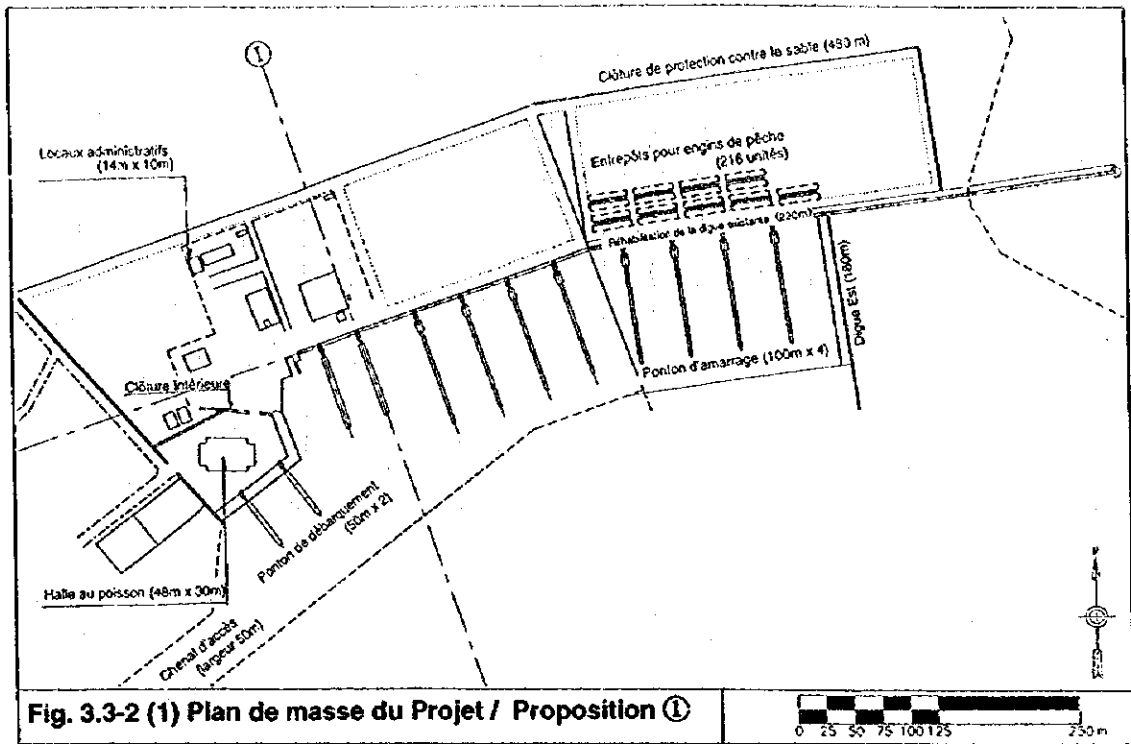 ①
Clôture de protection contre le sable (490 m)
Locaux administratifs
(14m x 10m)
Entrepôts pour engins de pêche
(216 unités)
Réhabilitation de la digue existante (220m)
Digue Est (180m)
Ponton d'amarrage (100m x 4)
Clôture intérieure
Ponton de débarquement
(50m x 2)
Halle au poisson (48m x 30m)
Chenal d'accès
(largeur 50m)
Fig. 3.3-2 (1) Plan de masse du Projet / Proposition ①
0 25 50 75 100 125 250 m